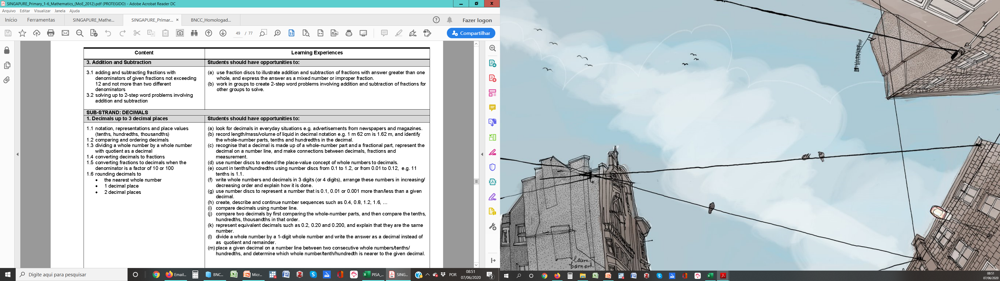 SINGAPURE_Primary_1-6_Mathematics_(MoE_2012).pdf (PROTEGIDO) - Adobe Acrobat Reader DC
Arquivo Editar Visualizar Janela Ajuda
Início Ferramentas SINGAPURE_Mathe... SINGAPURE_Primar... × BNCC_Homologad... Fazer logon
49 / 77 Compartilhar
Content Learning Experiences
3. Addition and Subtraction
Students should have opportunities to:
3.1 adding and subtracting fractions with
denominators of given fractions not exceeding
12 and not more than two different
denominators
3.2 solving up to 2-step word problems involving
addition and subtraction
(a) use fraction discs to illustrate addition and subtraction of fractions with answer greater than one
whole, and express the answer as a mixed number or improper fraction.
(b) work in groups to create 2-step word problems involving addition and subtraction of fractions for
other groups to solve.
SUB-STRAND: DECIMALS
1. Decimals up to 3 decimal places
Students should have opportunities to:
1.1 notation, representations and place values
(tenths, hundredths, thousandths)
1.2 comparing and ordering decimals
1.3 dividing a whole number by a whole number
with quotient as a decimal
1.4 converting decimals to fractions
1.5 converting fractions to decimals when the
denominator is a factor of 10 or 100
1.6 rounding decimals to
• the nearest whole number
• 1 decimal place
• 2 decimal places
(a) look for decimals in everyday situations e.g. advertisements from newspapers and magazines.
(b) record length/mass/volume of liquid in decimal notation e.g. 1 m 62 cm is 1.62 m, and identify
the whole-number parts, tenths and hundredths in the decimal.
(c) recognise that a decimal is made up of a whole-number part and a fractional part, represent the
decimal on a number line, and make connections between decimals, fractions and
measurement.
(d) use number discs to extend the place-value concept of whole numbers to decimals.
(e) count in tenths/hundredths using number discs from 0.1 to 1.2, or from 0.01 to 0.12, e.g. 11
tenths is 1.1.
(f) write whole numbers and decimals in 3 digits (or 4 digits), arrange these numbers in increasing/
decreasing order and explain how it is done.
(g) use number discs to represent a number that is 0.1, 0.01 or 0.001 more than/less than a given
decimal.
(h) create, describe and continue number sequences such as 0.4, 0.8, 1.2, 1.6, …
(i) compare decimals using number line.
(j) compare two decimals by first comparing the whole-number parts, and then compare the tenths,
hundredths, thousandths in that order.
(k) represent equivalent decimals such as 0.2, 0.20 and 0.200, and explain that they are the same
number.
(l) divide a whole number by a 1-digit whole number and write the answer as a decimal instead of
as quotient and remainder.
(m) place a given decimal on a number line between two consecutive whole numbers/tenths/
hundredths, and determine which whole number/tenth/hundredth is nearer to the given decimal.
laura
barnard
Digite aqui para pesquisar Email... BNC... Micr... PISA_... SING... POR
08:51
07/06/2020
2
08:51
07/06/2020